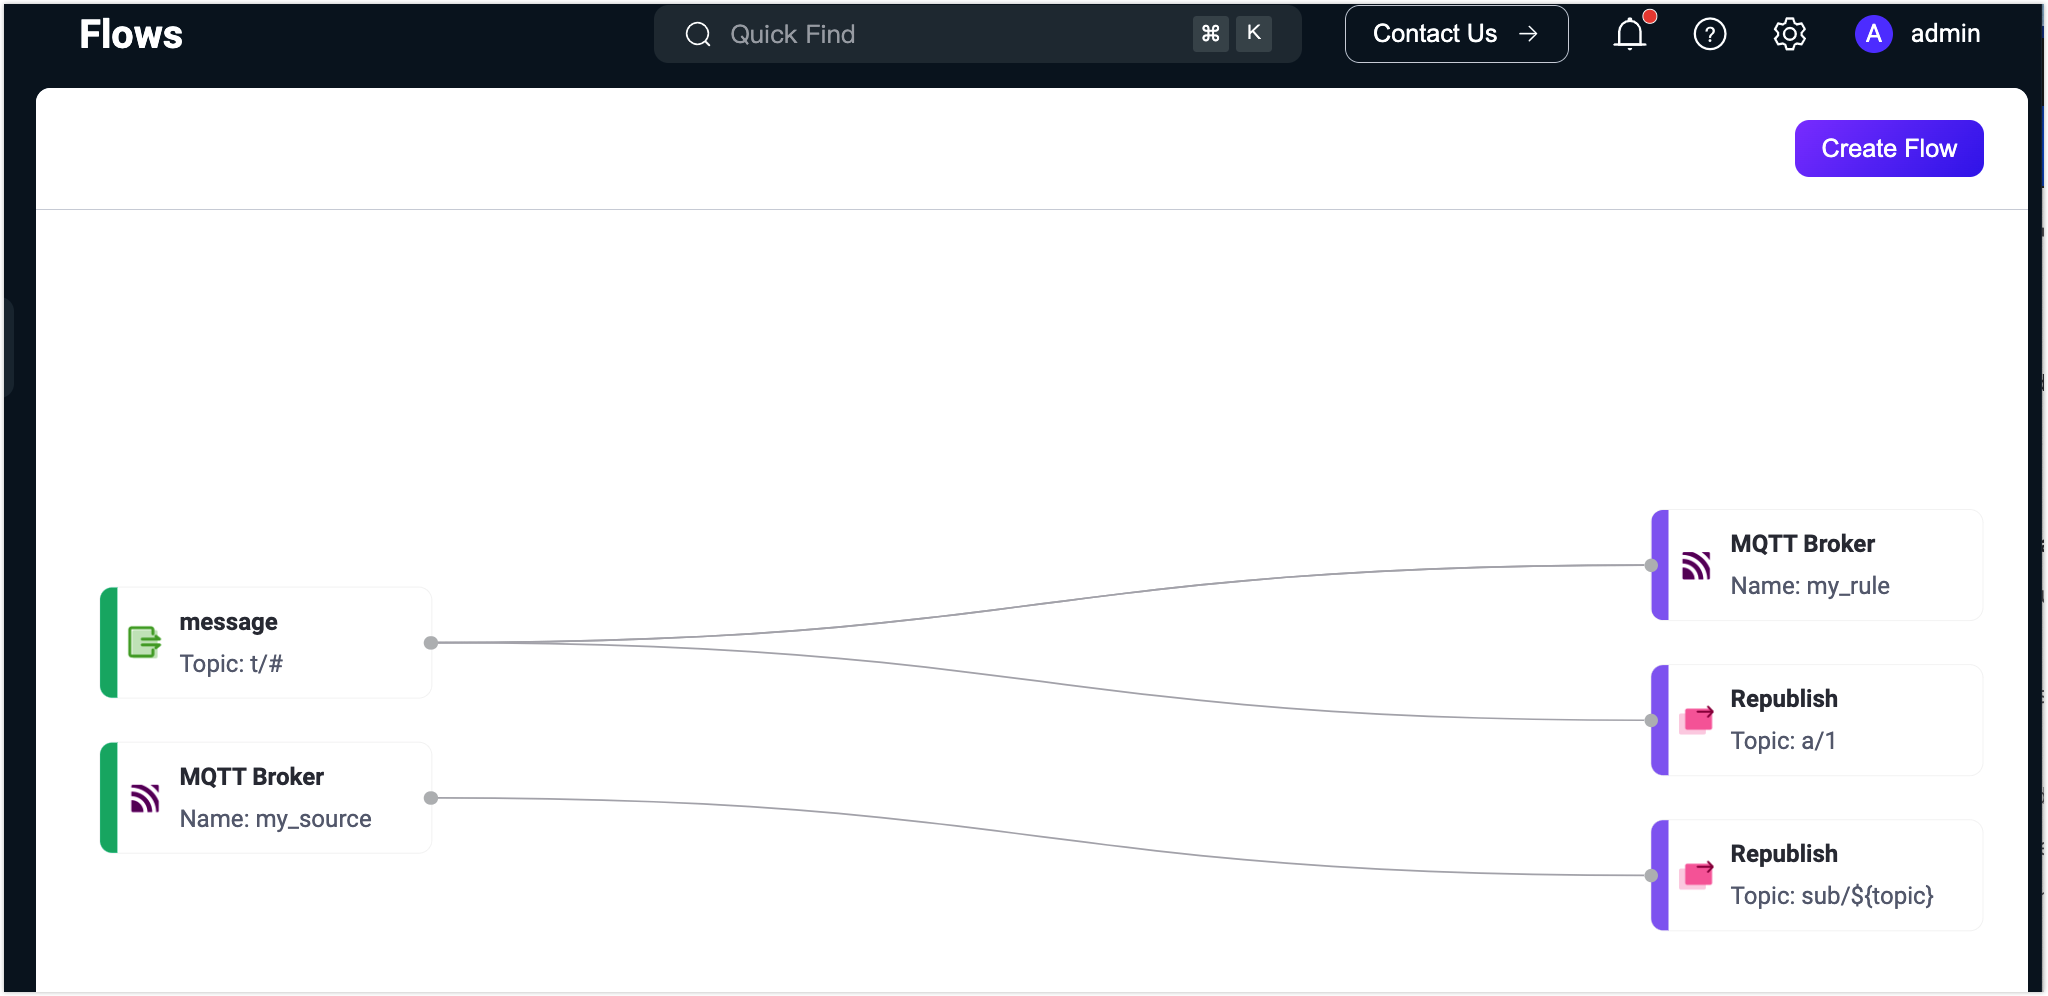 Flows
Quick Find
⌘ K
Contact Us →
?
A admin
Create Flow
message
Topic: t/#
MQTT Broker
Name: my_source
MQTT Broker
Name: my_rule
Republish
Topic: a/1
Republish
Topic: sub/${topic}